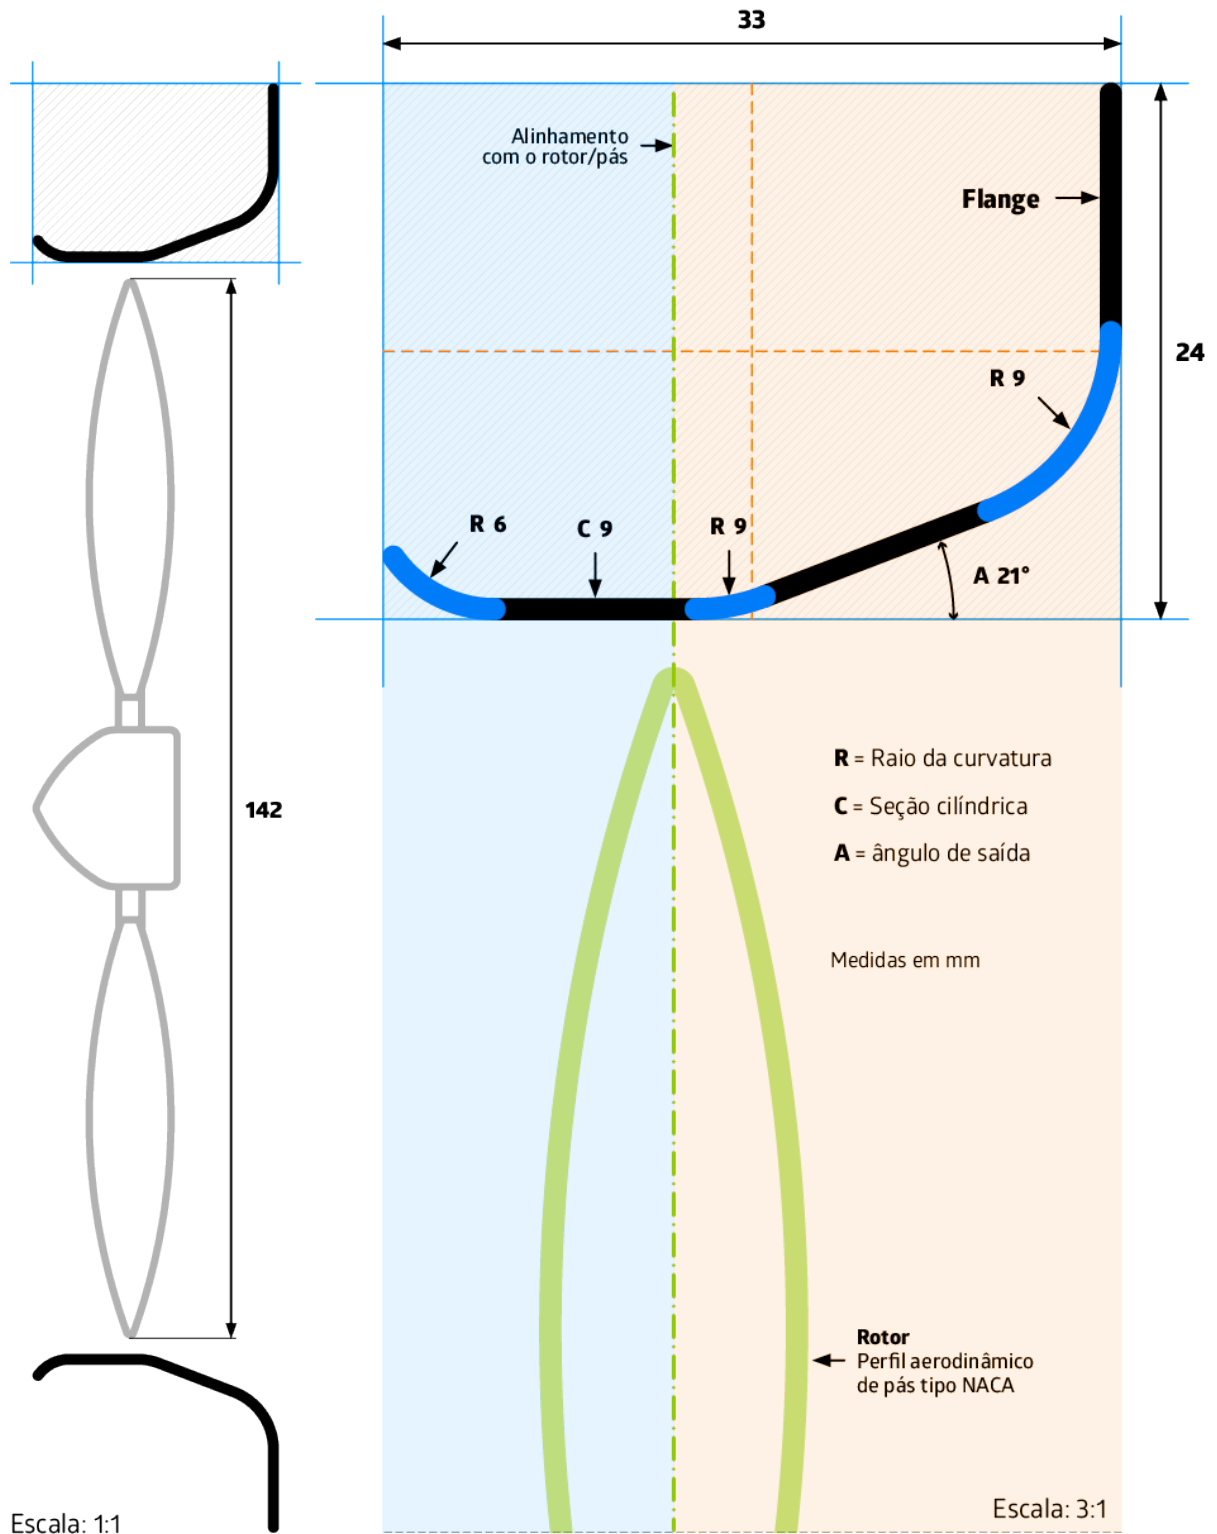 33
Alinhamento
com o rotor/pás
Flange
24
R 9
R 6
C 9
R 9
A 21°
R = Raio da curvatura
C = Seção cilíndrica
A = ângulo de saída
142
Medidas em mm
Rotor
Perfil aerodinâmico
de pás tipo NACA
Escala: 1:1
Escala: 3:1